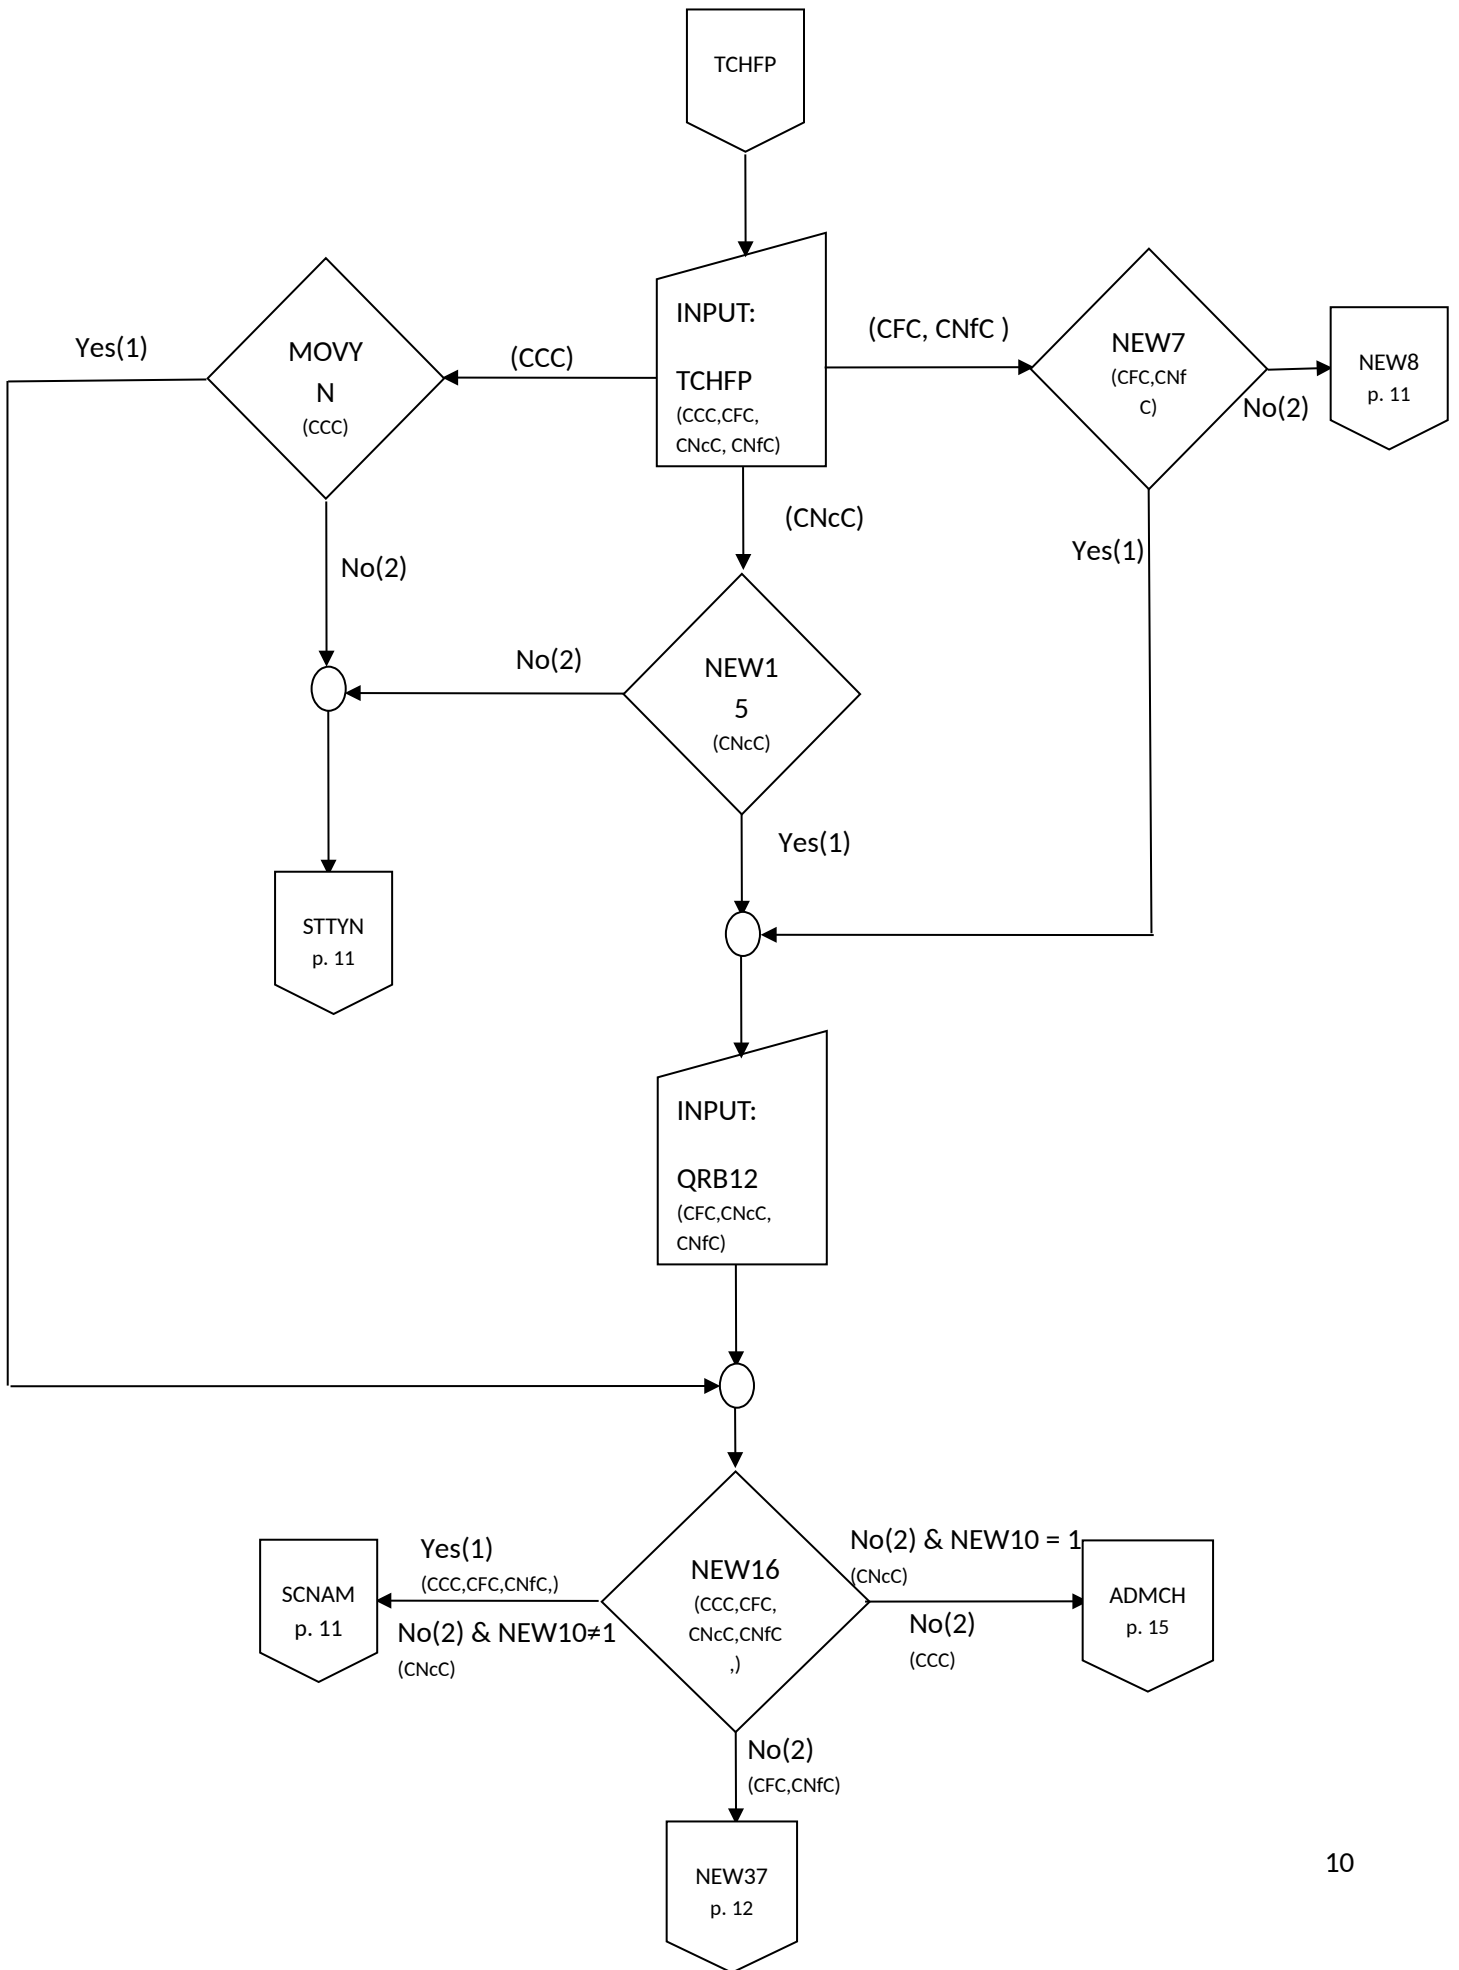 TCHFP
INPUT:
TCHFP
(CCC,CFC,
CNcC, CNfC)
(CFC, CNfC )
NEW7
(CFC,CNf
C)
NEW8
p. 11
No(2)
Yes(1)
MOVY
N
(CCC)
(CCC)
(CNcC)
Yes(1)
No(2)
No(2)
NEW1
5
(CNcC)
Yes(1)
STTYN
p. 11
INPUT:
QRB12
(CFC,CNcC,
CNfC)
Yes(1)
(CCC,CFC,CNfC,)
SCNAM
p. 11
No(2) & NEW10≠1
(CNcC)
NEW16
(CCC,CFC,
CNcC,CNfC
,)
No(2) & NEW10 = 1
(CNcC)
ADMCH
p. 15
No(2)
(CCC)
No(2)
(CFC,CNfC)
NEW37
p. 12
10